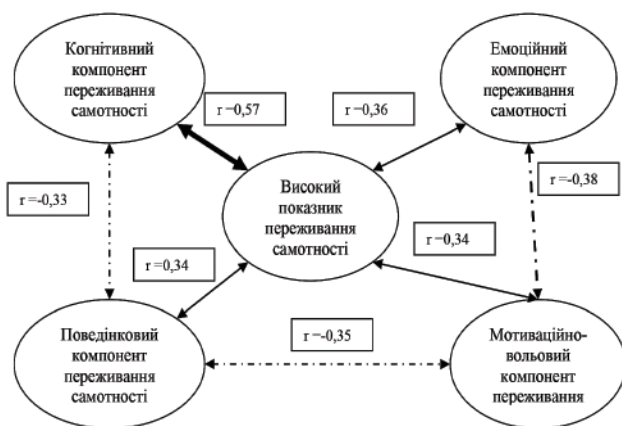 Когнітивний
компонент
переживання
самотності
Емоційний
компонент
переживання
самотності
r =0,57
r =0,36
r =-0,33
Високий
показник
переживання
самотності
r =-0,38
r =0,34
r =0,34
Поведінковий
компонент
переживання
самотності
r =-0,35
Мотиваційно-
вольовий
компонент
переживання